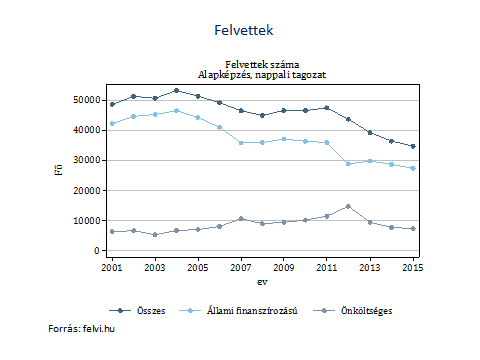 Felvettek
Felvettek száma
Alapképzés, nappali tagozat
50000
40000
30000
20000
10000
0
Fő
2001 2003 2005 2007 2009 2011 2013 2015
ev
Összes Állami finanszírozású Önköltséges
Forrás: felvi.hu